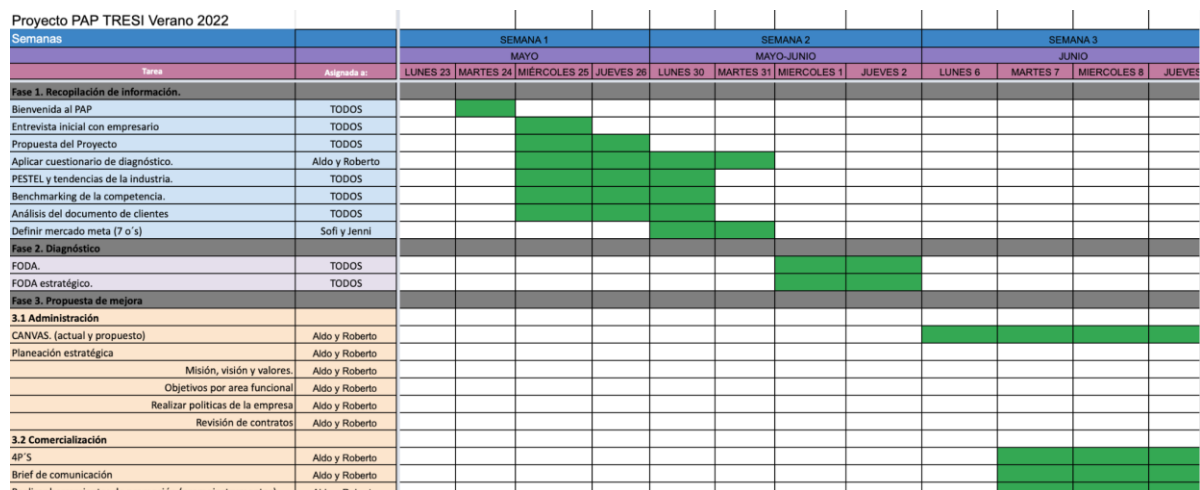 Proyecto PAP TRESI Verano 2022
Semanas SEMANA 1 SEMANA 2 SEMANA 3
MAYO MAYO-JUNIO JUNIO
Tarea Asignada a: LUNES 23 MARTES 24 MIÉRCOLES 25 JUEVES 26 LUNES 30 MARTES 31 MIERCOLES 1 JUEVES 2 LUNES 6 MARTES 7 MIERCOLES 8 JUEVES
Fase 1. Recopilación de información.
Bienvenida al PAP TODOS
Entrevista inicial con empresario TODOS
Propuesta del Proyecto TODOS
Aplicar cuestionario de diagnóstico. Aldo y Roberto
PESTEL y tendencias de la industria. TODOS
Benchmarking de la competencia. TODOS
Análisis del documento de clientes TODOS
Definir mercado meta (7 o´s) Sofi y Jenni
Fase 2. Diagnóstico
FODA. TODOS
FODA estratégico. TODOS
Fase 3. Propuesta de mejora
3.1 Administración
CANVAS. (actual y propuesto) Aldo y Roberto
Planeación estratégica Aldo y Roberto
Misión, visión y valores. Aldo y Roberto
Objetivos por area funcional Aldo y Roberto
Realizar politicas de la empresa Aldo y Roberto
Revisión de contratos Aldo y Roberto
3.2 Comercialización
4P´S Aldo y Roberto
Brief de comunicación Aldo y Roberto